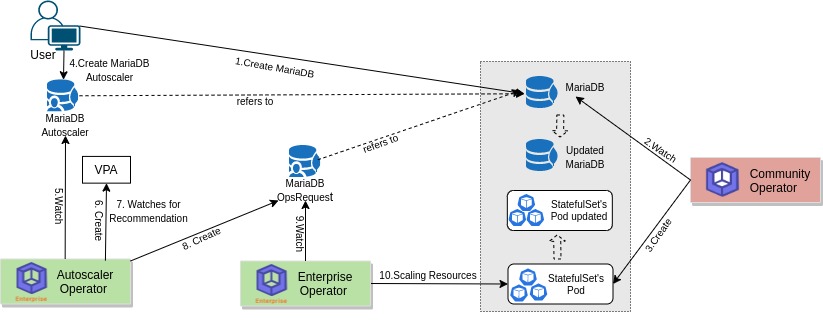 User
4.Create MariaDB
Autoscaler
1.Create MariaDB
MariaDB
refers to
MariaDB
Autoscaler
refers to
Updated
MariaDB
2.Watch
Community
Operator
VPA
MariaDB
OpsRequest
5.Watch
6. Create
7. Watches for
Recommendation
StatefulSet's
Pod updated
8. Create
9.Watch
3.Create
Autoscaler
Operator
Enterprise
Enterprise
Operator
Enterprise
10.Scaling Resources
StatefulSet's
Pod